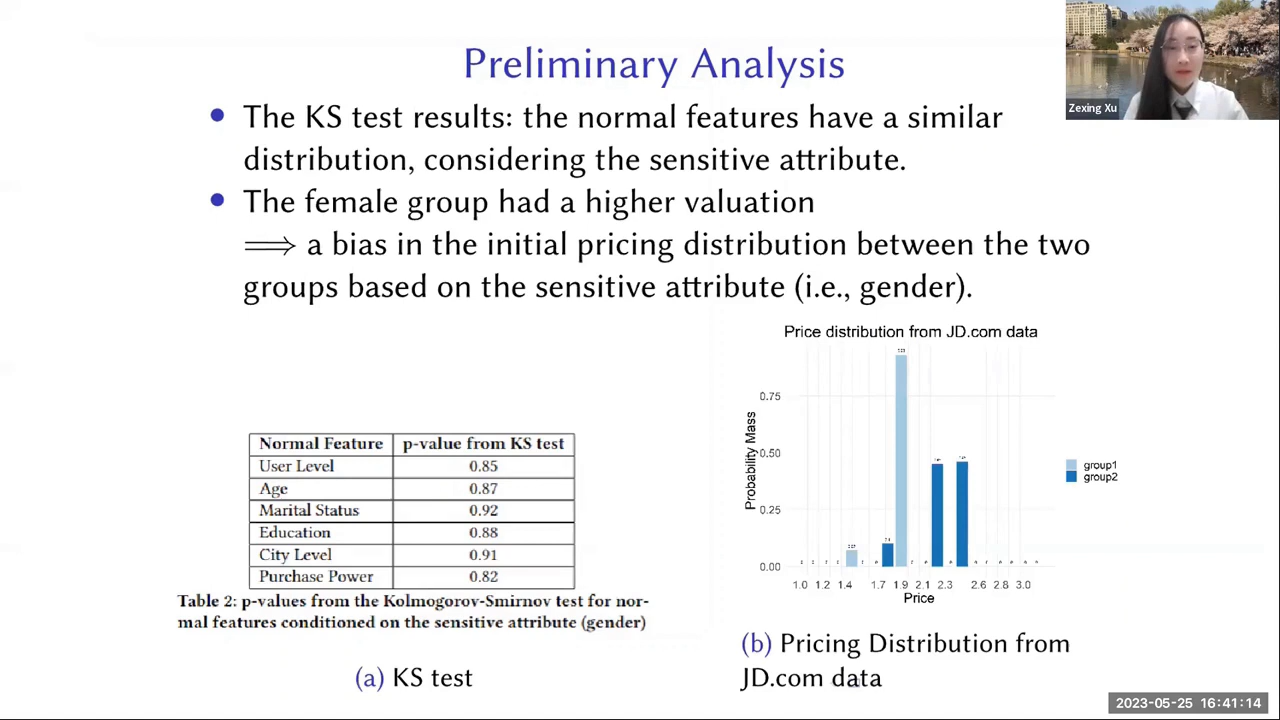 Preliminary Analysis
Zexing Xu
• The KS test results: the normal features have a similar
distribution, considering the sensitive attribute.
• The female group had a higher valuation
⟹ a bias in the initial pricing distribution between the two
groups based on the sensitive attribute (i.e., gender).
Normal Feature p-value from KS test
User Level 0.85
Age 0.87
Marital Status 0.92
Education 0.88
City Level 0.91
Purchase Power 0.82
Table 2: p-values from the Kolmogorov-Smirnov test for nor-
mal features conditioned on the sensitive attribute (gender)
(a) KS test
Price distribution from JD.com data
Probability Mass
0.75
0.50
0.25
0.00
1.0 1.2 1.4 1.7 1.9 2.1 2.3 2.6 2.8 3.0
Price
group1
group2
(b) Pricing Distribution from
JD.com data
2023-05-25 16:41:14